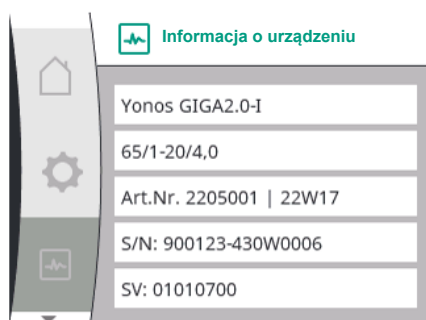 Informacja o urządzeniu
Yonos GIGA2.0-I
65/1-20/4,0
Art.Nr. 2205001 | 22W17
S/N: 900123-430W0006
SV: 01010700